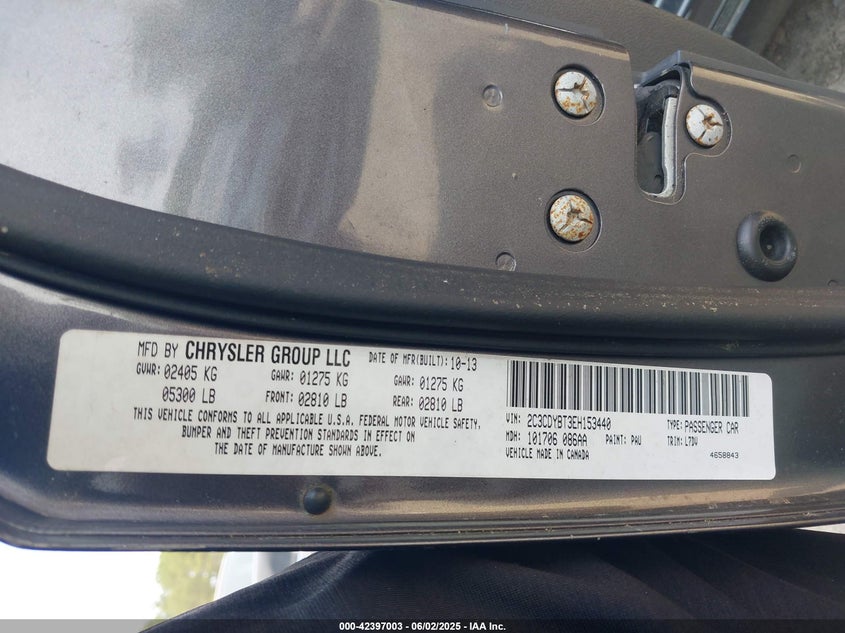 MFD BY CHRYSLER GROUP LLC DATE OF MFR(BUILT): 10-13
GVWR: 02405 KG GAWR: 01275 KG GAWR: 01275 KG
05300 LB FRONT: 02810 LB REAR: 02810 LB
THIS VEHICLE CONFORMS TO ALL APPLICABLE U.S.A. FEDERAL MOTOR VEHICLE SAFETY,
BUMPER AND THEFT PREVENTION STANDARDS IN EFFECT ON
THE DATE OF MANUFACTURE SHOWN ABOVE.
VIN: 2C3CDYBT3EH153440 TYPE: PASSENGER CAR
MDH: 101706 086AA PAINT: PAU TRIM: L7DV
VEHICLE MADE IN CANADA 4658843
000-42397003 | 06/02/2025 - IAA Inc.